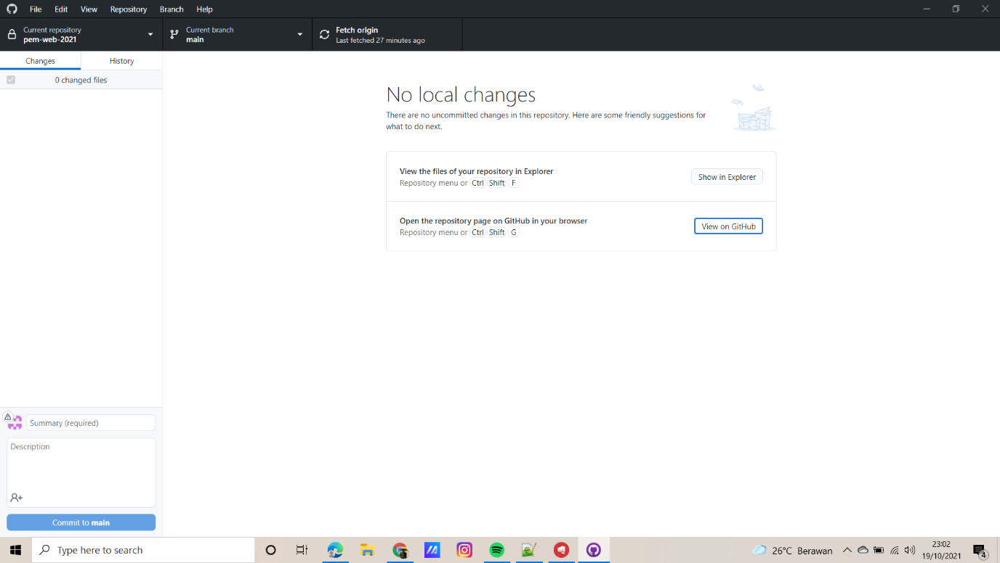 File Edit View Repository Branch Help
Current repository
pem-web-2021
Current branch
main
Fetch origin
Last fetched 27 minutes ago
Changes History
0 changed files
No local changes
There are no uncommitted changes in this repository. Here are some friendly suggestions for
what to do next.
View the files of your repository in Explorer
Repository menu or Ctrl Shift F
Show in Explorer
Open the repository page on GitHub in your browser
Repository menu or Ctrl Shift G
View on GitHub
Summary (required)
Description
Commit to main
Type here to search
26°C Berawan
23:02
19/10/2021
4